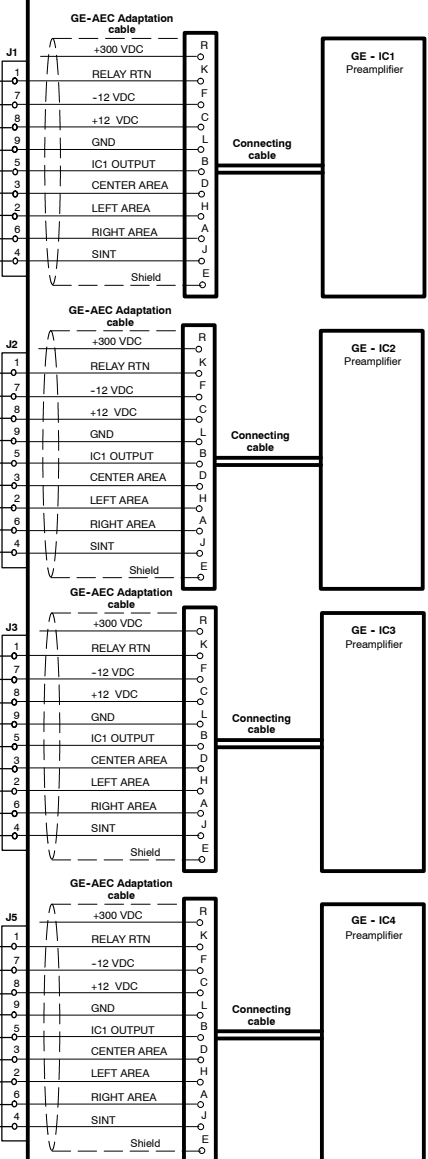 GE-AEC Adaptation
cable
J1
+300 VDC R
1 RELAY RTN K
7 -12 VDC F
8 +12 VDC C
9 GND L
5 IC1 OUTPUT B
3 CENTER AREA D
2 LEFT AREA H
6 RIGHT AREA A
4 SINT J
Shield E
Connecting
cable
GE - IC1
Preamplifier
GE-AEC Adaptation
cable
J2
+300 VDC R
1 RELAY RTN K
7 -12 VDC F
8 +12 VDC C
9 GND L
5 IC1 OUTPUT B
3 CENTER AREA D
2 LEFT AREA H
6 RIGHT AREA A
4 SINT J
Shield E
Connecting
cable
GE - IC2
Preamplifier
GE-AEC Adaptation
cable
J3
+300 VDC R
1 RELAY RTN K
7 -12 VDC F
8 +12 VDC C
9 GND L
5 IC1 OUTPUT B
3 CENTER AREA D
2 LEFT AREA H
6 RIGHT AREA A
4 SINT J
Shield E
Connecting
cable
GE - IC3
Preamplifier
GE-AEC Adaptation
cable
J5
+300 VDC R
1 RELAY RTN K
7 -12 VDC F
8 +12 VDC C
9 GND L
5 IC1 OUTPUT B
3 CENTER AREA D
2 LEFT AREA H
6 RIGHT AREA A
4 SINT J
Shield E
Connecting
cable
GE - IC4
Preamplifier